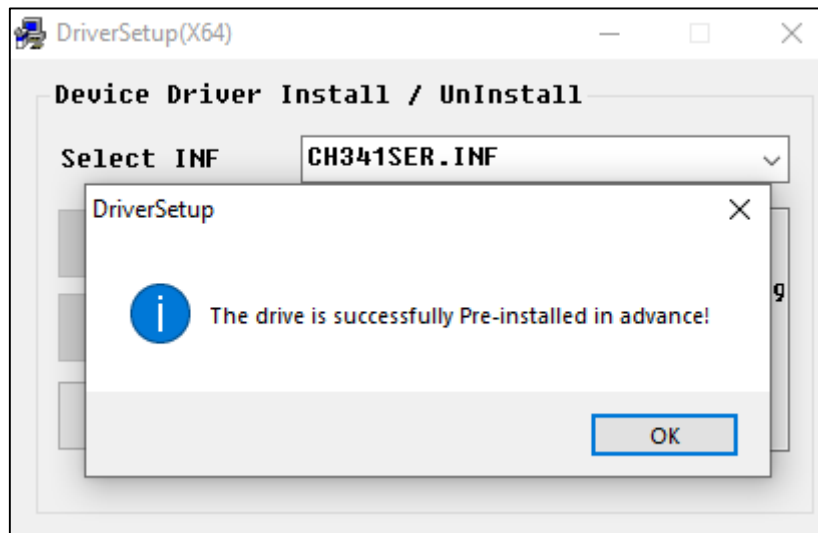 DriverSetup(X64)
Device Driver Install / UnInstall
Select INF
CH341SER.INF
DriverSetup
The drive is successfully Pre-installed in advance!
g
OK